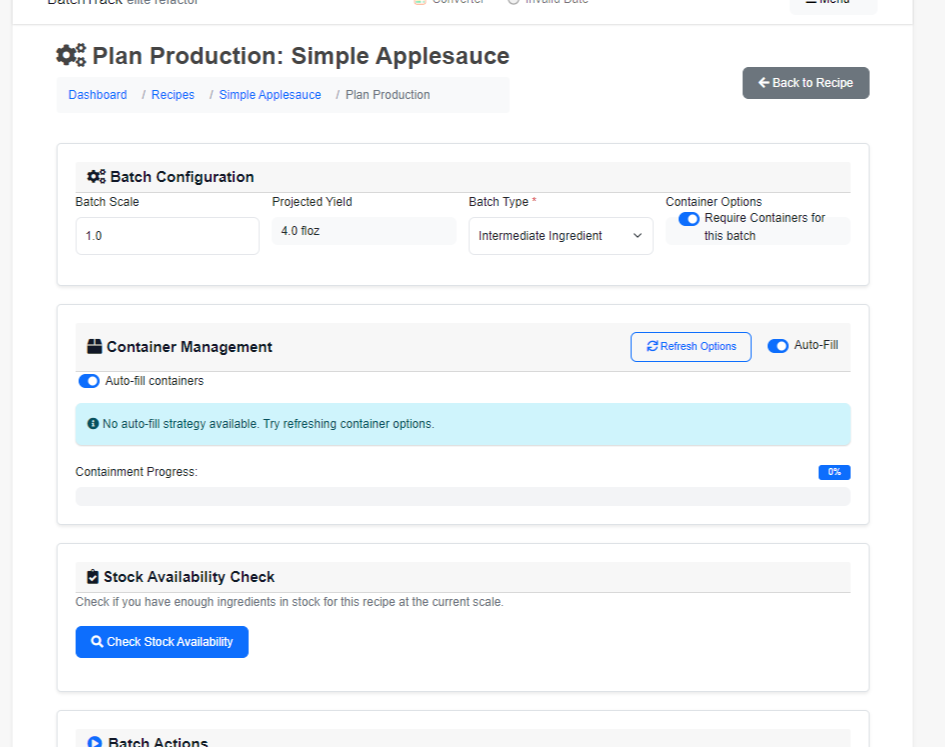 BatchTrack elite refactor
Converter
Invalid Date
Menu
Plan Production: Simple Applesauce
Dashboard / Recipes / Simple Applesauce / Plan Production
Back to Recipe
Batch Configuration
Batch Scale
1.0
Projected Yield
4.0 floz
Batch Type *
Intermediate Ingredient
Container Options
Require Containers for
this batch
Container Management
Refresh Options
Auto-Fill
Auto-fill containers
No auto-fill strategy available. Try refreshing container options.
Containment Progress:
0%
Stock Availability Check
Check if you have enough ingredients in stock for this recipe at the current scale.
Check Stock Availability
Batch Actions